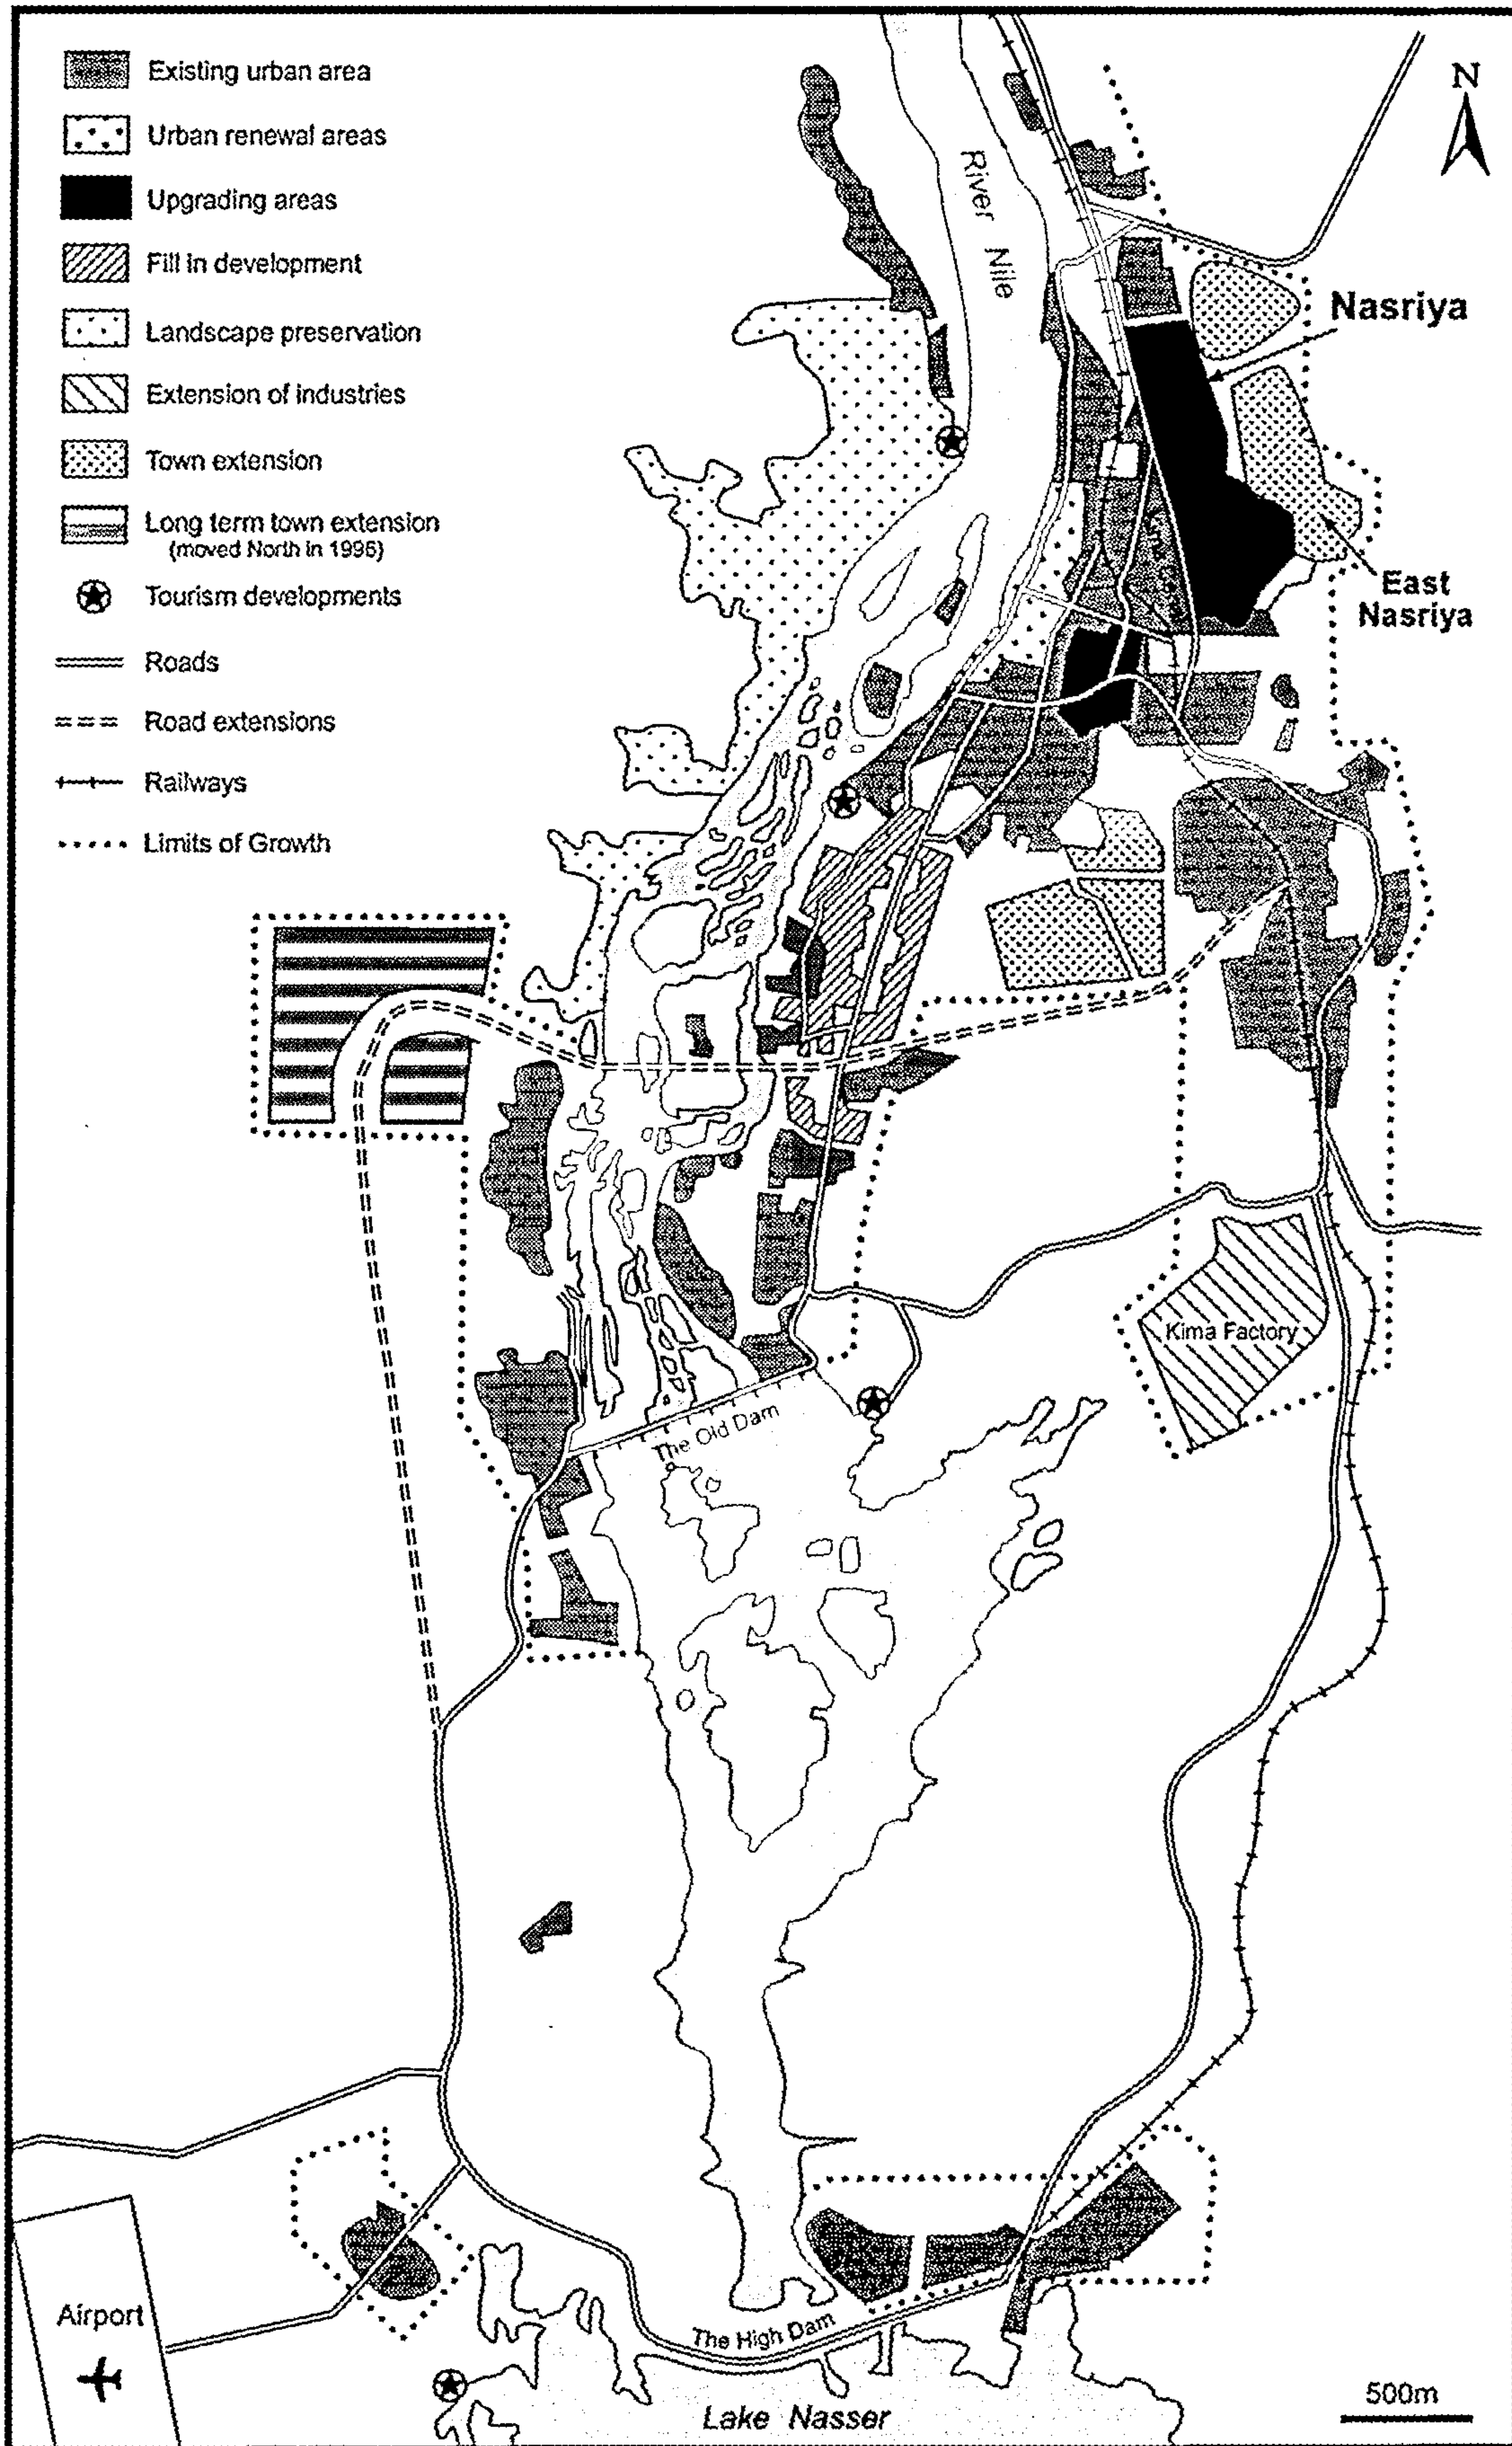 Existing urban area
Urban renewal areas
Upgrading areas
Fill in development
Landscape preservation
Extension of industries
Town extension
Long term town extension
(moved North in 1996)
Tourism developments
Roads
Road extensions
Railways
Limits of Growth
N
River Nile
Nasriya
East
Nasriya
Kima Factory
The Old Dam
Airport
The High Dam
Lake Nasser
500m